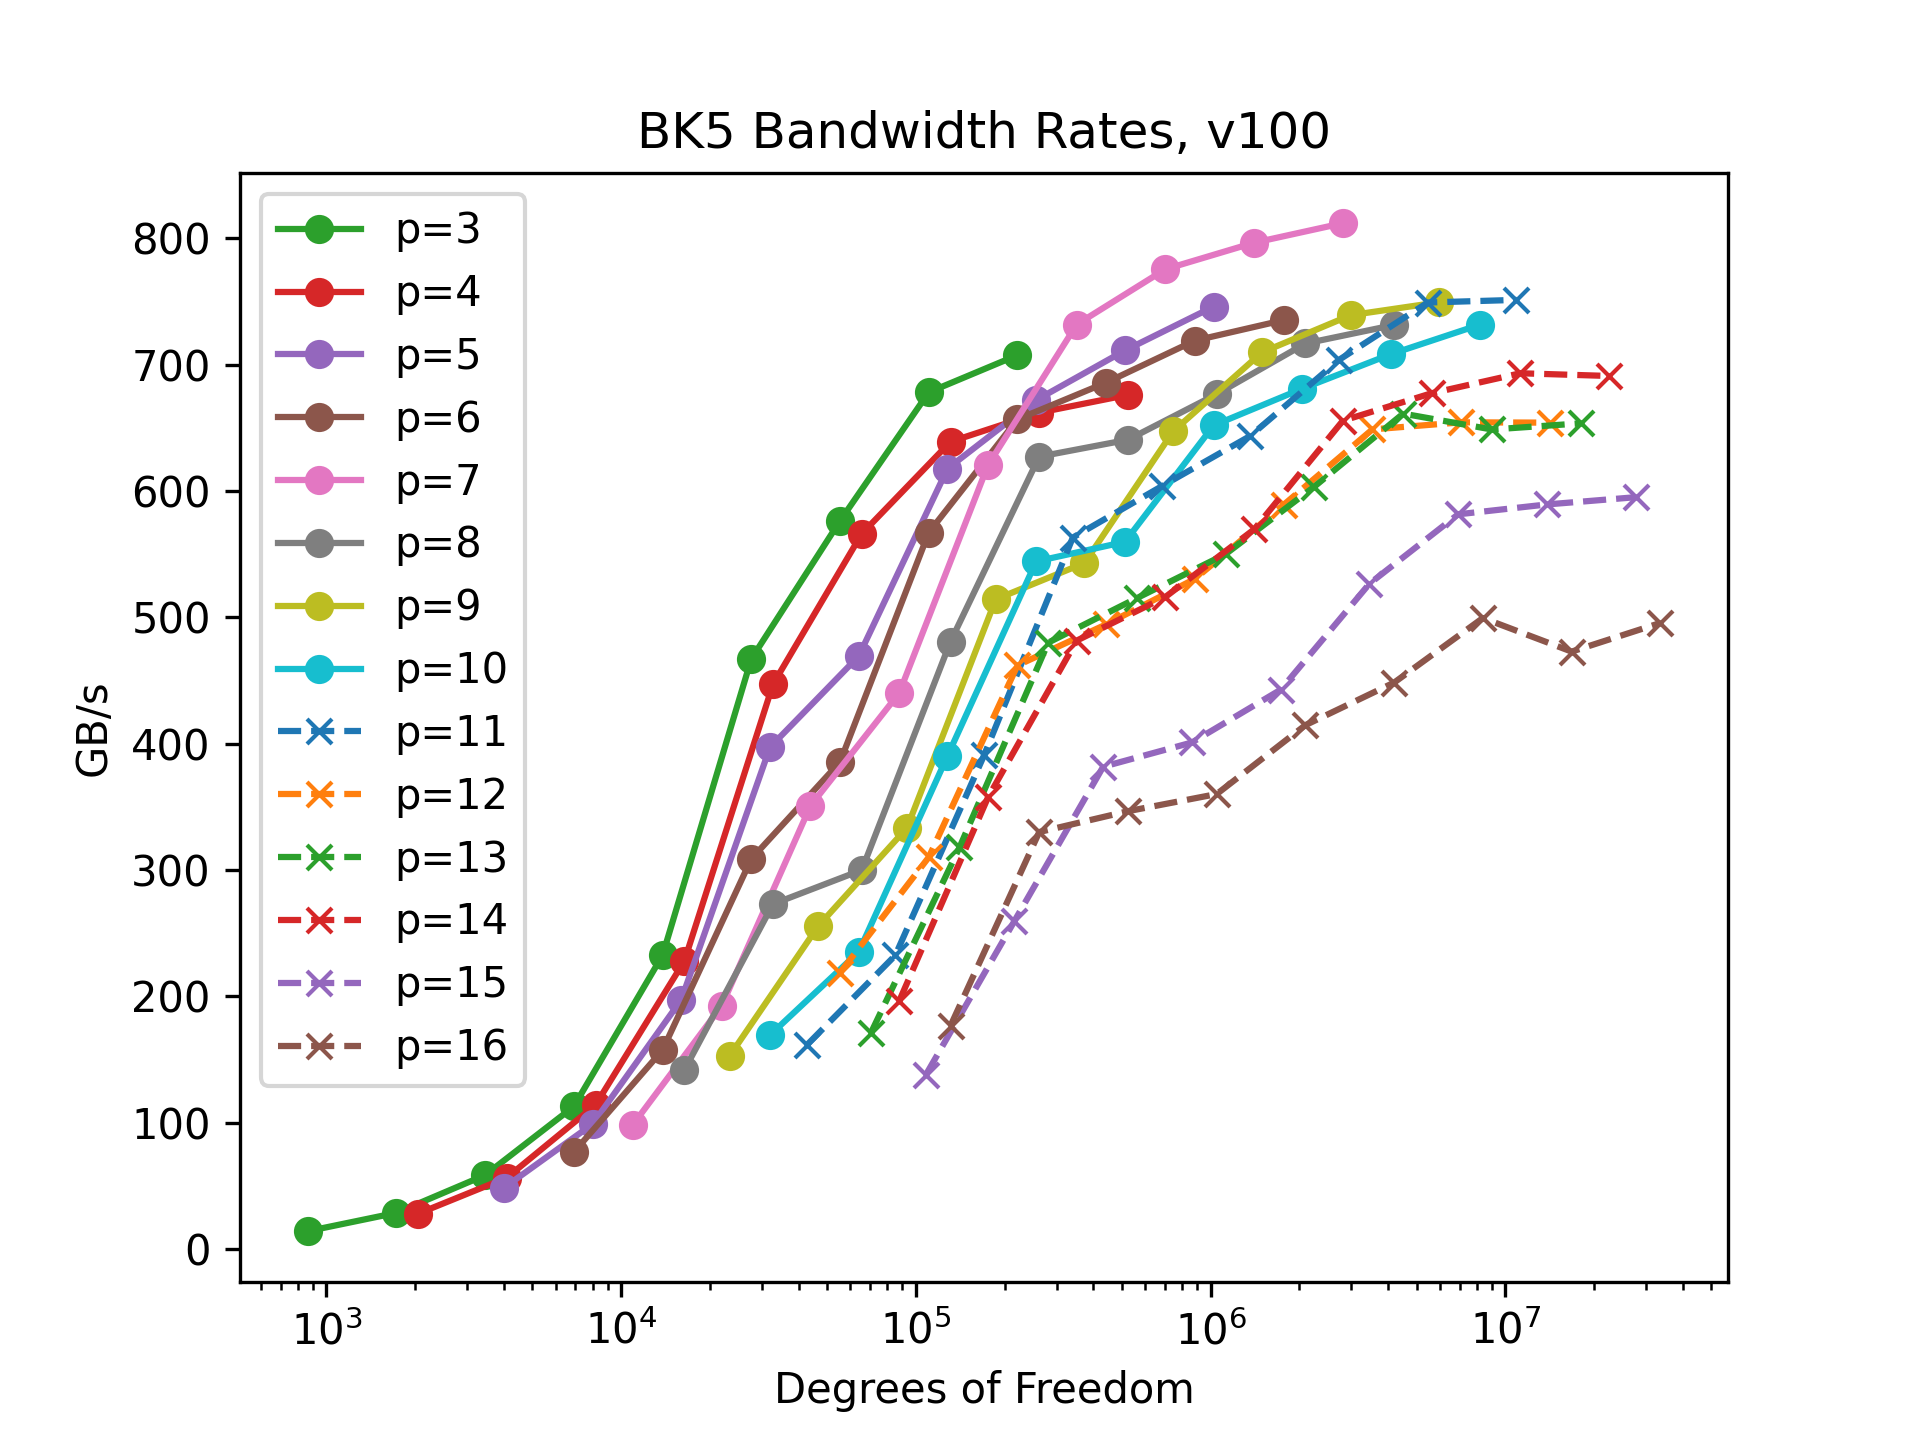 BK5 Bandwidth Rates, v100
GB/s
800
700
600
500
400
300
200
100
0
p=3
p=4
p=5
p=6
p=7
p=8
p=9
p=10
p=11
p=12
p=13
p=14
p=15
p=16
10³
10⁴
10⁵
10⁶
10⁷
Degrees of Freedom